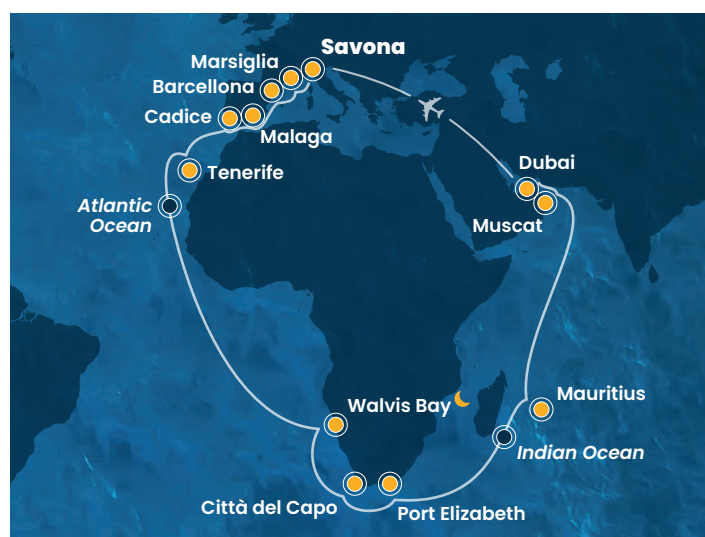 Savona
Marsiglia
Barcellona
Cadice
Malaga
Tenerife
Atlantic
Ocean
Dubai
Muscat
Mauritius
Walvis Bay
Indian Ocean
Città del Capo
Port Elizabeth